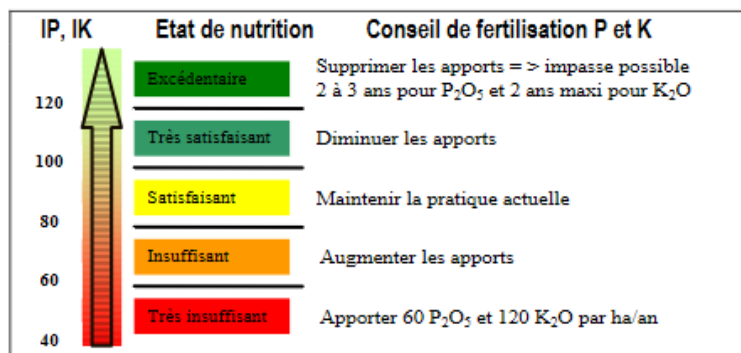 IP, IK Etat de nutrition Conseil de fertilisation P et K
Excédentaire
Supprimer les apports = > impasse possible
2 à 3 ans pour P₂O₅ et 2 ans maxi pour K₂O
120
Très satisfaisant Diminuer les apports
100
Satisfaisant Maintenir la pratique actuelle
80
Insuffisant Augmenter les apports
60
Très insuffisant Apporter 60 P₂O₅ et 120 K₂O par ha/an
40